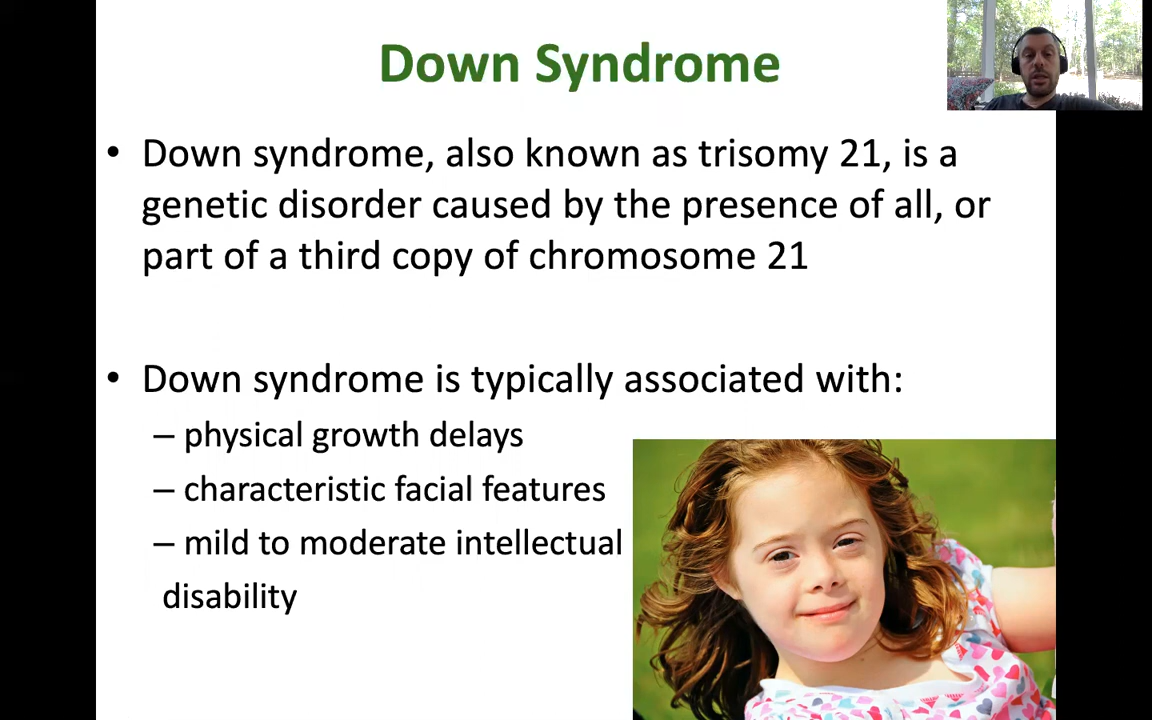 Down Syndrome
• Down syndrome, also known as trisomy 21, is a
genetic disorder caused by the presence of all, or
part of a third copy of chromosome 21
• Down syndrome is typically associated with:
– physical growth delays
– characteristic facial features
– mild to moderate intellectual
disability